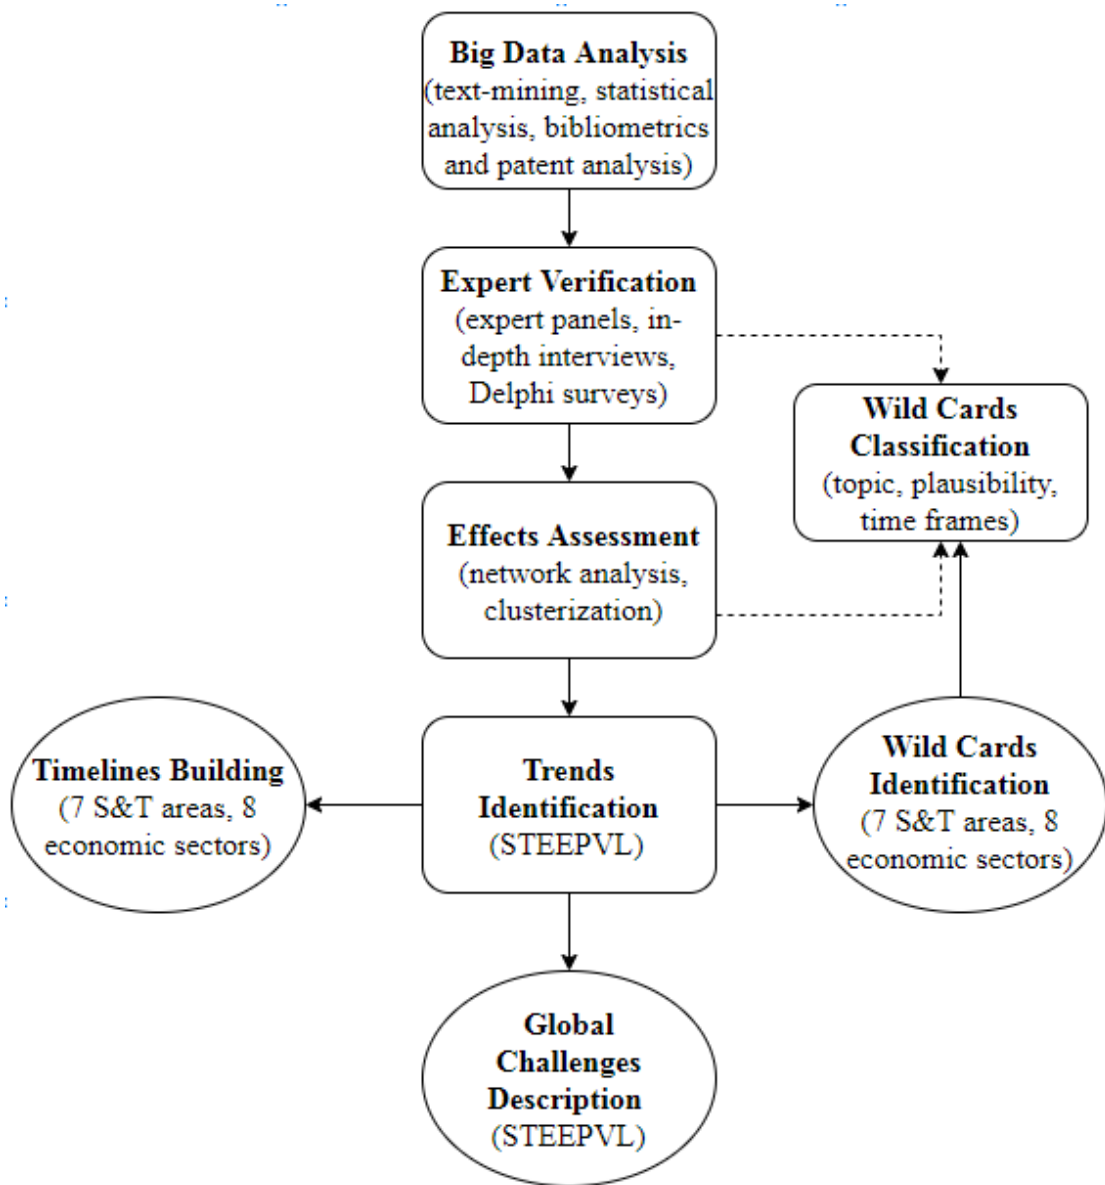 Big Data Analysis
(text-mining, statistical
analysis, bibliometrics
and patent analysis)
Expert Verification
(expert panels, in-
depth interviews,
Delphi surveys)
Wild Cards
Classification
(topic, plausibility,
time frames)
Effects Assessment
(network analysis,
clusterization)
Timelines Building
(7 S&T areas, 8
economic sectors)
Trends
Identification
(STEEPVL)
Wild Cards
Identification
(7 S&T areas, 8
economic sectors)
Global
Challenges
Description
(STEEPVL)